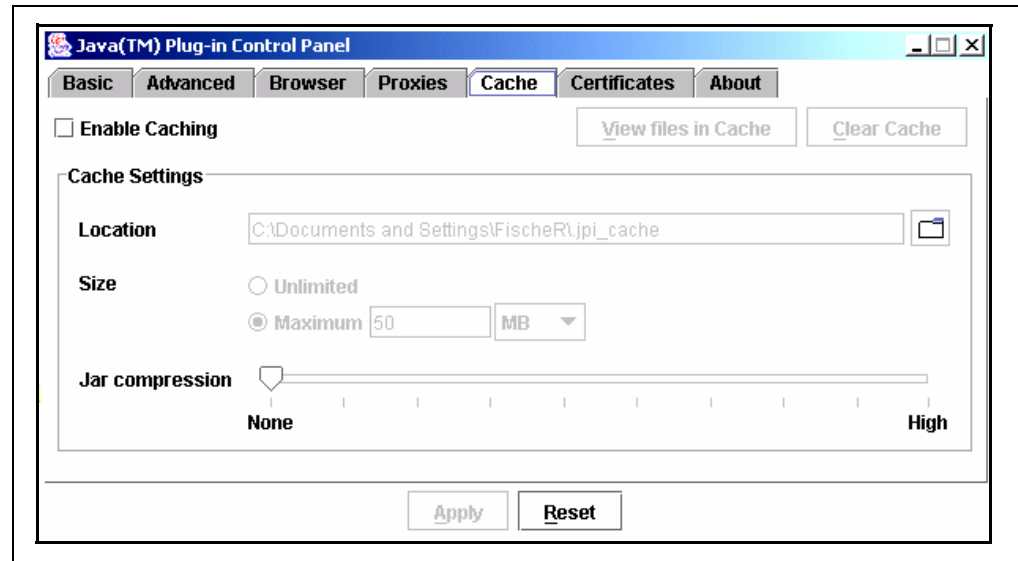 Java(TM) Plug-in Control Panel
Basic Advanced Browser Proxies Cache Certificates About
Enable Caching View files in Cache Clear Cache
Cache Settings
Location C:\Documents and Settings\FischeR\.jpi_cache
Size Unlimited
Maximum 50 MB
Jar compression
None High
Apply Reset